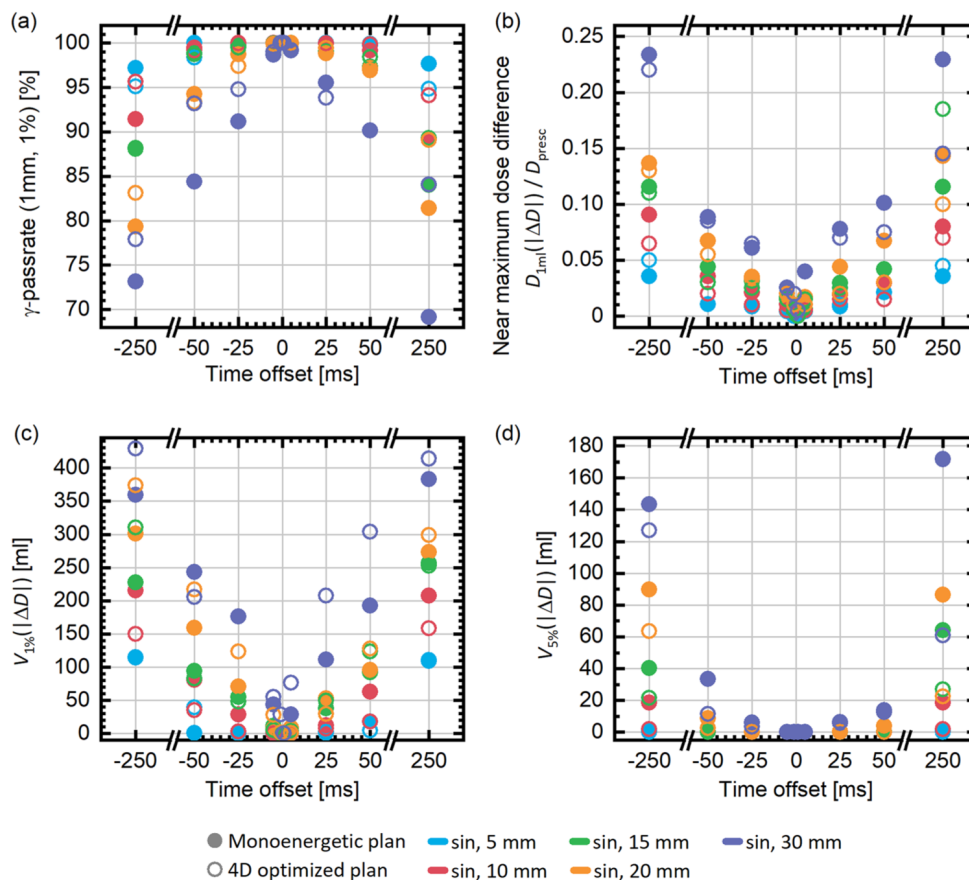 (a)
γ-passrate (1mm, 1%) [%]
100
95
90
85
80
75
70
-250 -50 -25 0 25 50 250
Time offset [ms]
(b)
Near maximum dose difference
D1ml(|ΔD|) / Dpresc
0.25
0.20
0.15
0.10
0.05
0
-250 -50 -25 0 25 50 250
Time offset [ms]
(c)
V1%(|ΔD|) [ml]
400
350
300
250
200
150
100
50
0
-250 -50 -25 0 25 50 250
Time offset [ms]
(d)
V5%(|ΔD|) [ml]
180
160
140
120
100
80
60
40
20
0
-250 -50 -25 0 25 50 250
Time offset [ms]
Monoenergetic plan sin, 5 mm sin, 15 mm sin, 30 mm
4D optimized plan sin, 10 mm sin, 20 mm